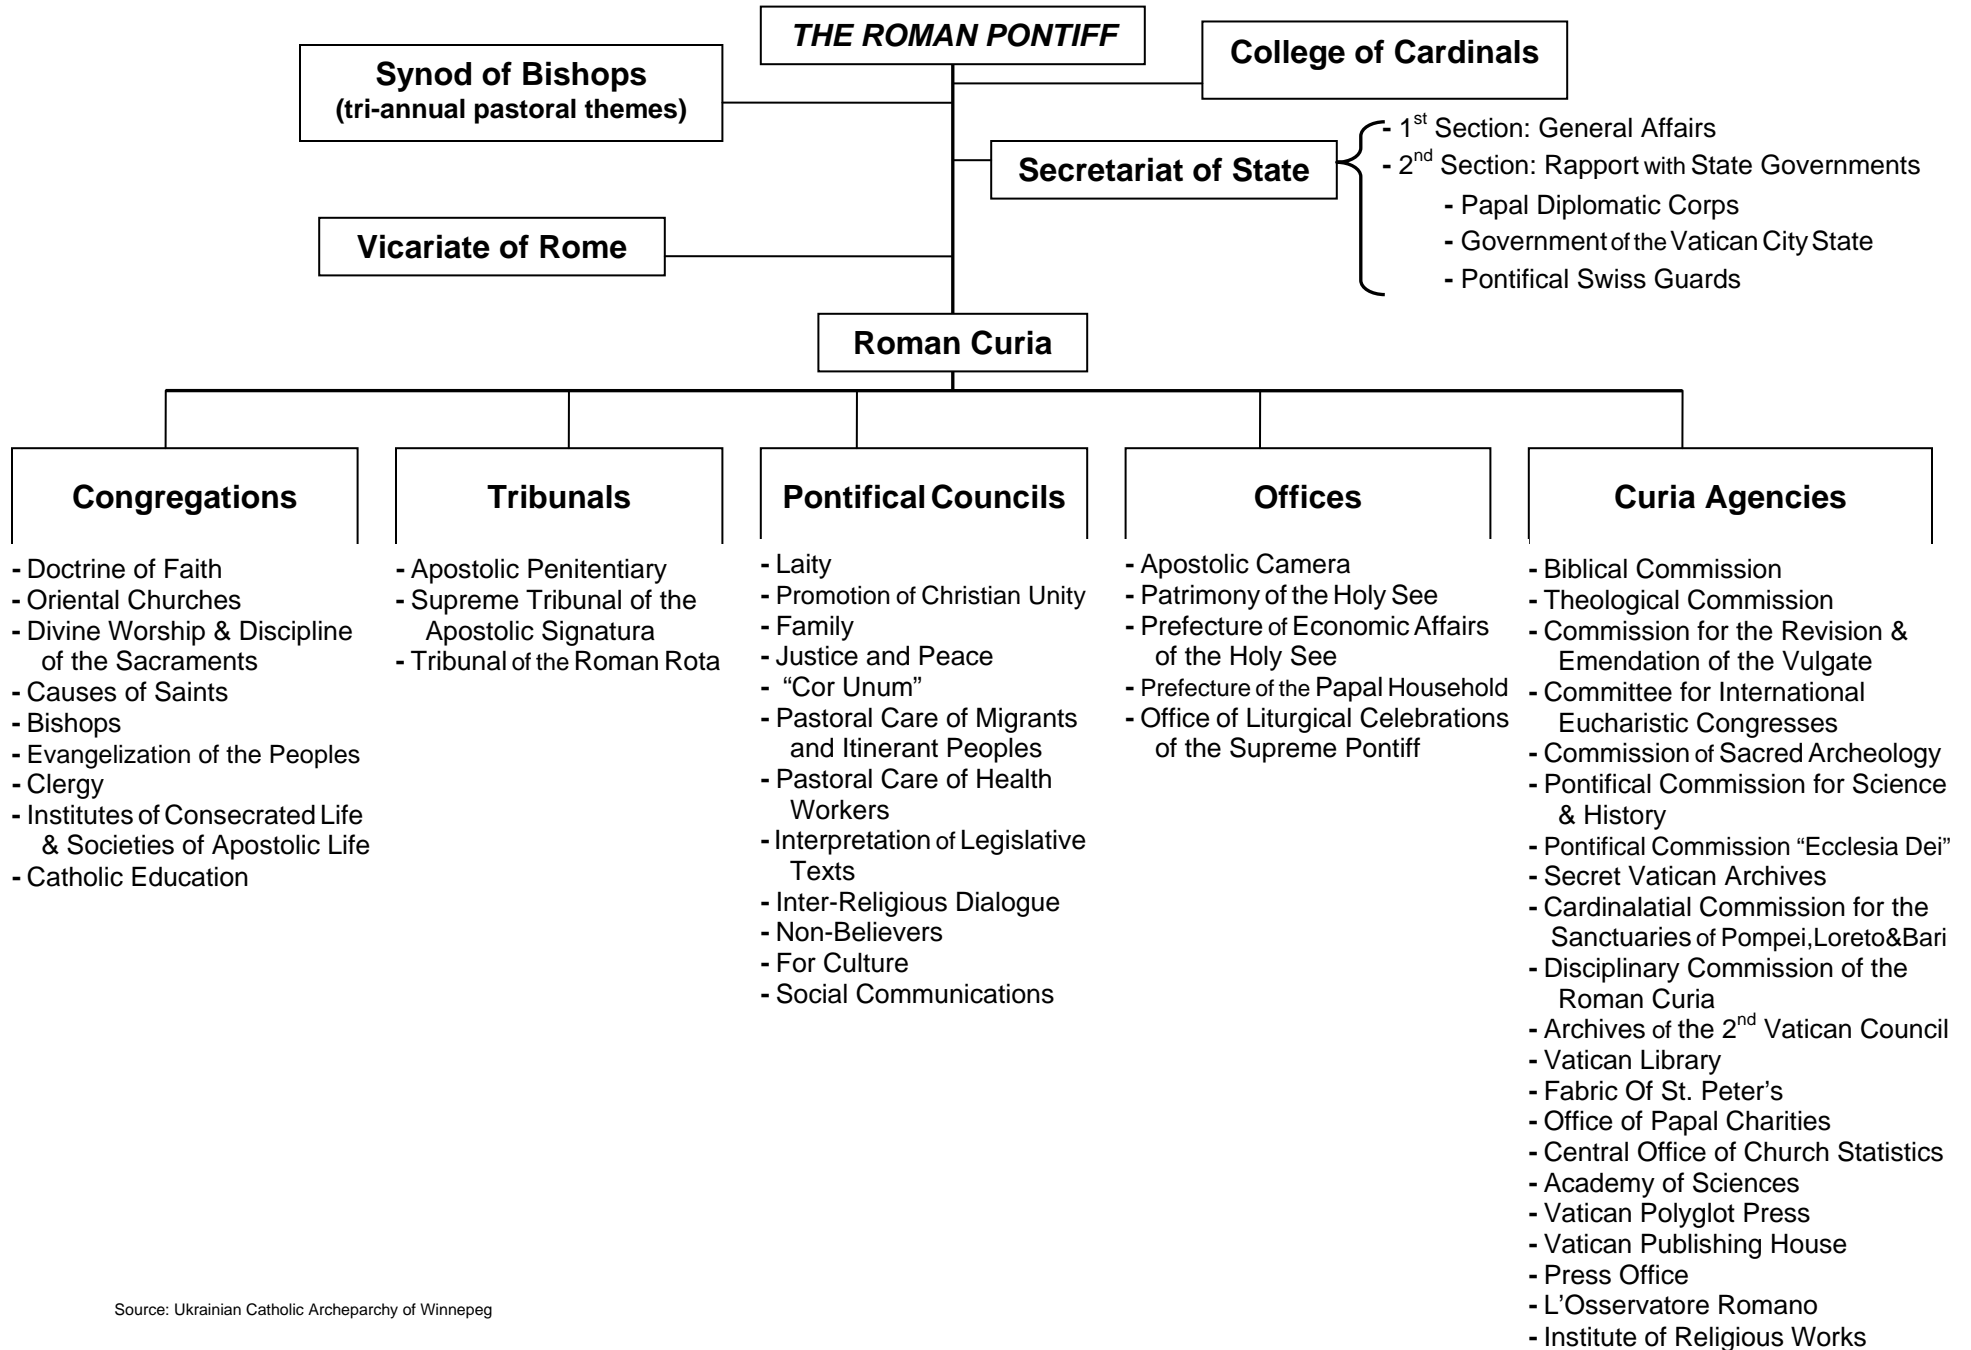 THE ROMAN PONTIFF
College of Cardinals
Synod of Bishops
(tri-annual pastoral themes)
Secretariat of State
- 1st Section: General Affairs
- 2nd Section: Rapport with State Governments
- Papal Diplomatic Corps
- Government of the Vatican City State
- Pontifical Swiss Guards
Vicariate of Rome
Roman Curia
Congregations
- Doctrine of Faith
- Oriental Churches
- Divine Worship & Discipline
of the Sacraments
- Causes of Saints
- Bishops
- Evangelization of the Peoples
- Clergy
- Institutes of Consecrated Life
& Societies of Apostolic Life
- Catholic Education
Tribunals
- Apostolic Penitentiary
- Supreme Tribunal of the
Apostolic Signatura
- Tribunal of the Roman Rota
Pontifical Councils
- Laity
- Promotion of Christian Unity
- Family
- Justice and Peace
- “Cor Unum”
- Pastoral Care of Migrants
and Itinerant Peoples
- Pastoral Care of Health
Workers
- Interpretation of Legislative
Texts
- Inter-Religious Dialogue
- Non-Believers
- For Culture
- Social Communications
Offices
- Apostolic Camera
- Patrimony of the Holy See
- Prefecture of Economic Affairs
of the Holy See
- Prefecture of the Papal Household
- Office of Liturgical Celebrations
of the Supreme Pontiff
Curia Agencies
- Biblical Commission
- Theological Commission
- Commission for the Revision &
Emendation of the Vulgate
- Committee for International
Eucharistic Congresses
- Commission of Sacred Archeology
- Pontifical Commission for Science
& History
- Pontifical Commission “Ecclesia Dei”
- Secret Vatican Archives
- Cardinalatial Commission for the
Sanctuaries of Pompei,Loreto&Bari
- Disciplinary Commission of the
Roman Curia
- Archives of the 2nd Vatican Council
- Vatican Library
- Fabric Of St. Peter’s
- Office of Papal Charities
- Central Office of Church Statistics
- Academy of Sciences
- Vatican Polyglot Press
- Vatican Publishing House
- Press Office
- L’Osservatore Romano
- Institute of Religious Works
Source: Ukrainian Catholic Archeparchy of Winnepeg